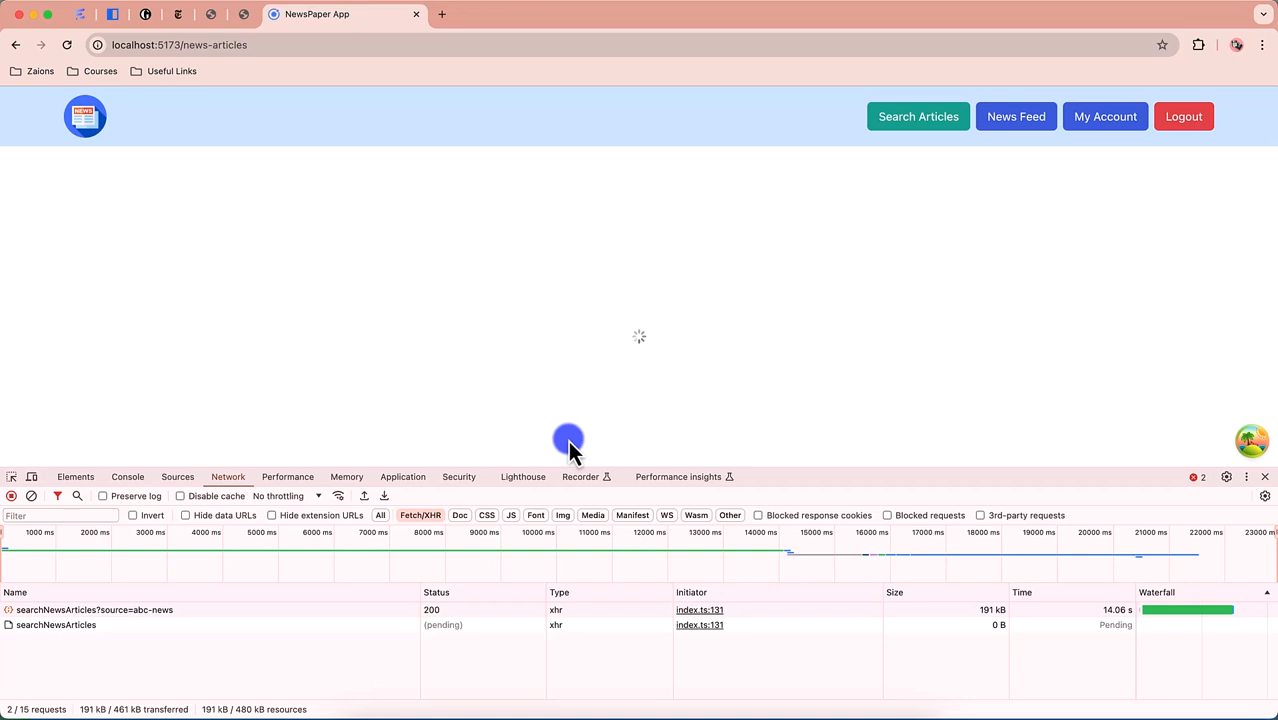 NewsPaper App
localhost:5173/news-articles
Zaions Courses Useful Links
NEWS
Search Articles News Feed My Account Logout
Elements Console Sources Network Performance Memory Application Security Lighthouse Recorder Performance insights 2
Preserve log Disable cache No throttling
Filter Invert Hide data URLs Hide extension URLs All Fetch/XHR Doc CSS JS Font Img Media Manifest WS Wasm Other Blocked response cookies Blocked requests 3rd-party requests
1000 ms 2000 ms 3000 ms 4000 ms 5000 ms 6000 ms 7000 ms 8000 ms 9000 ms 10000 ms 11000 ms 12000 ms 13000 ms 14000 ms 15000 ms 16000 ms 17000 ms 18000 ms 19000 ms 20000 ms 21000 ms 22000 ms 23000 m
Name Status Type Initiator Size Time Waterfall
searchNewsArticles?source=abc-news 200 xhr index.ts:131 191 kB 14.06 s
searchNewsArticles (pending) xhr index.ts:131 0 B Pending
2 / 15 requests 191 kB / 461 kB transferred 191 kB / 480 kB resources